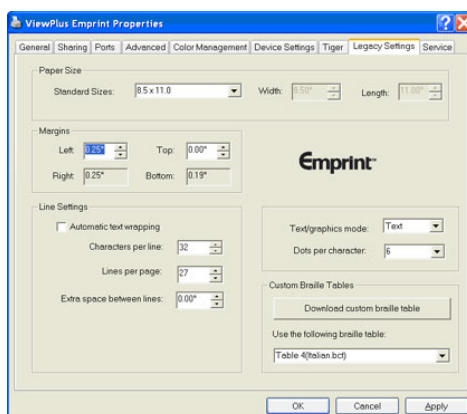 ViewPlus Emprint Properties
General Sharing Ports Advanced Color Management Device Settings Tiger Legacy Settings Service
Paper Size
Standard Sizes: 8.5 x 11.0 Width: 8.50" Length: 11.00"
Margins
Left: 0.25" Top: 0.00"
Right: 0.25" Bottom: 0.19"
Emprint™
Line Settings
Automatic text wrapping
Characters per line: 32
Lines per page: 27
Extra space between lines: 0.00"
Text/graphics mode: Text
Dots per character: 6
Custom Braille Tables
Download custom braille table
Use the following braille table:
Table 4(Italian.bct)
OK Cancel Apply